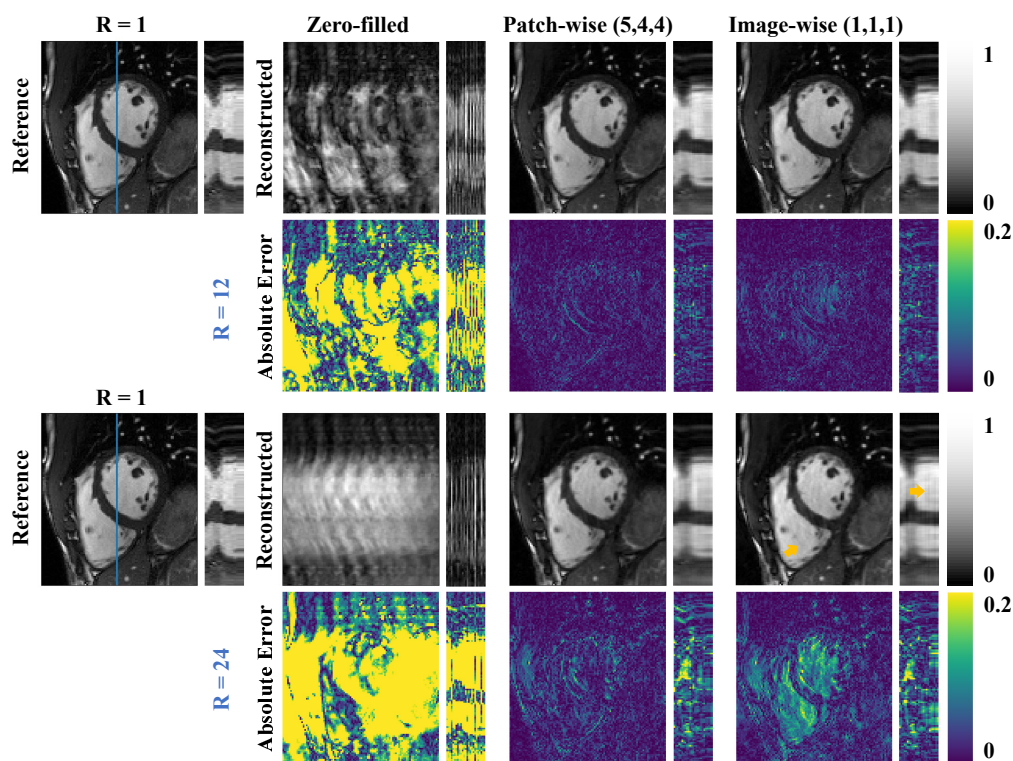 R = 1
Zero-filled
Patch-wise (5,4,4)
Image-wise (1,1,1)
Reference
Reconstructed
1
0
R = 12
Absolute Error
0.2
0
R = 1
Reference
Reconstructed
1
0
R = 24
Absolute Error
0.2
0